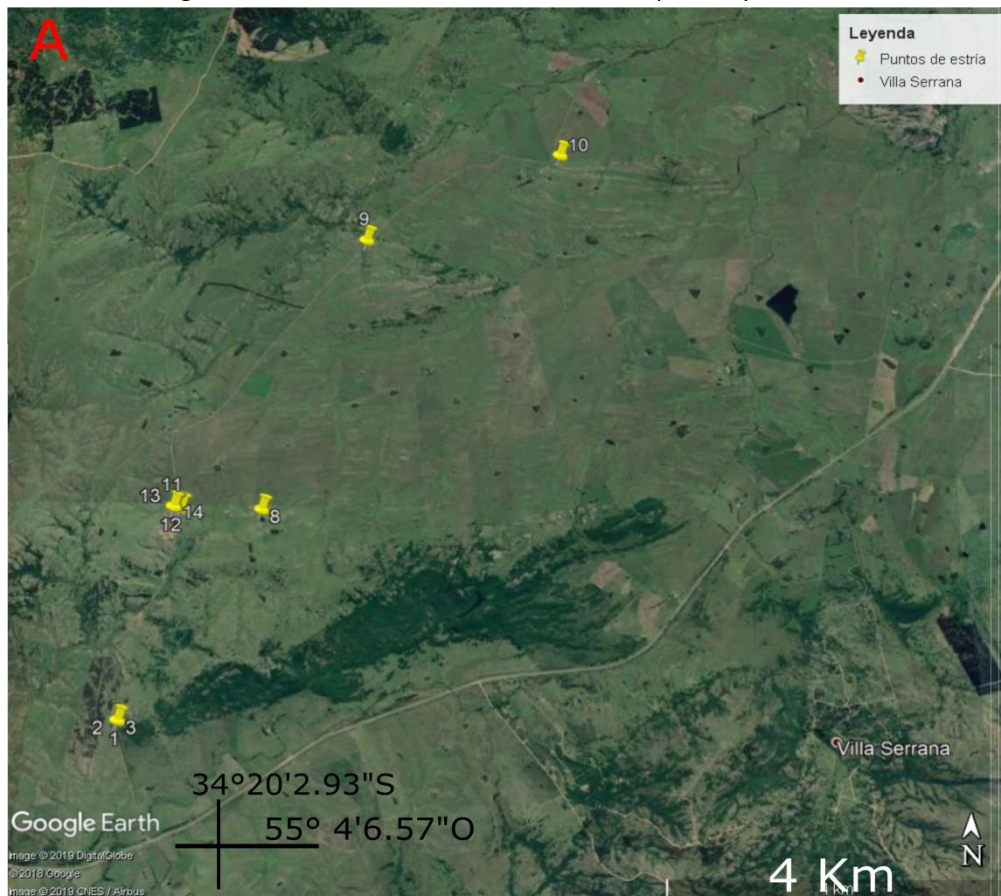 A
Leyenda
Puntos de estría
Villa Serrana
10
9
11
13
14
12
8
2
3
1
Villa Serrana
34°20'2.93"S
55° 4'6.57"O
Google Earth
N
4 Km
Image © 2019 DigitalGlobe
© 2018 Google
Image © 2019 CNES / Airbus